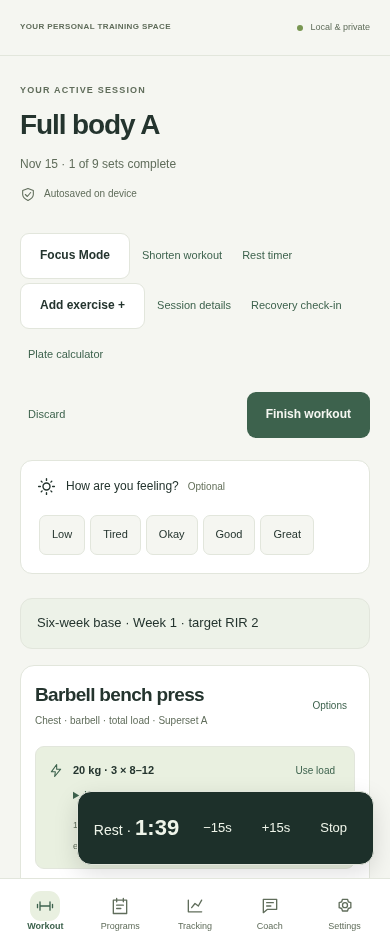 YOUR PERSONAL TRAINING SPACE
Local & private
YOUR ACTIVE SESSION
Full body A
Nov 15 · 1 of 9 sets complete
Autosaved on device
Focus Mode
Shorten workout
Rest timer
Add exercise +
Session details
Recovery check-in
Plate calculator
Discard
Finish workout
How are you feeling? Optional
Low
Tired
Okay
Good
Great
Six-week base · Week 1 · target RIR 2
Barbell bench press
Options
Chest · barbell · total load · Superset A
20 kg · 3 × 8–12
Use load
Rest · 1:39
−15s
+15s
Stop
Workout
Programs
Tracking
Coach
Settings